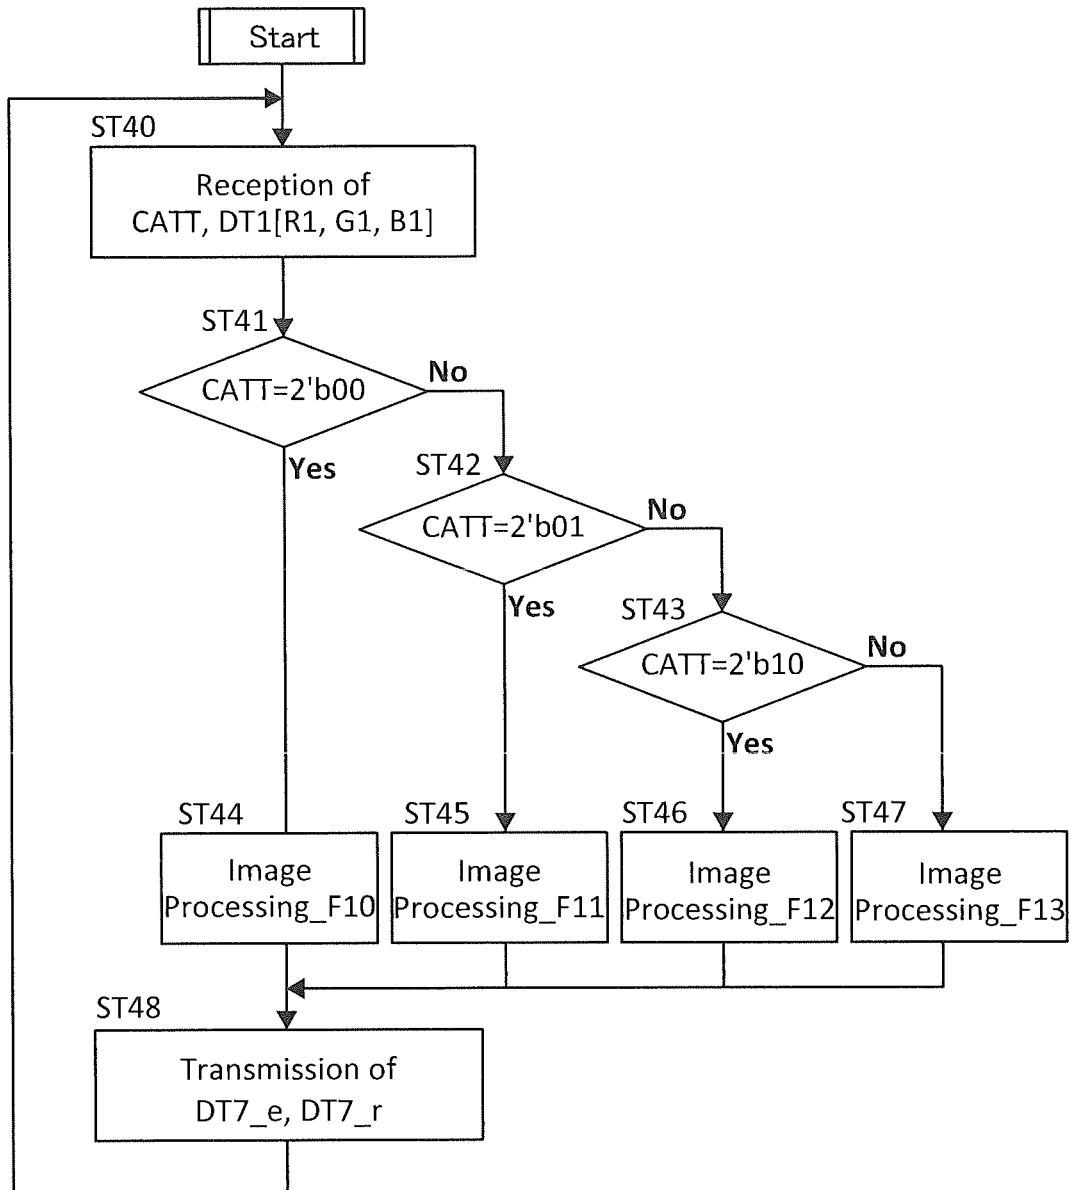 Start
ST40
Reception of
CATT, DT1[R1, G1, B1]
ST41
CATT=2'b00
No
Yes
ST42
CATT=2'b01
No
Yes
ST43
CATT=2'b10
No
Yes
ST44
Image
Processing_F10
ST45
Image
Processing_F11
ST46
Image
Processing_F12
ST47
Image
Processing_F13
ST48
Transmission of
DT7_e, DT7_r